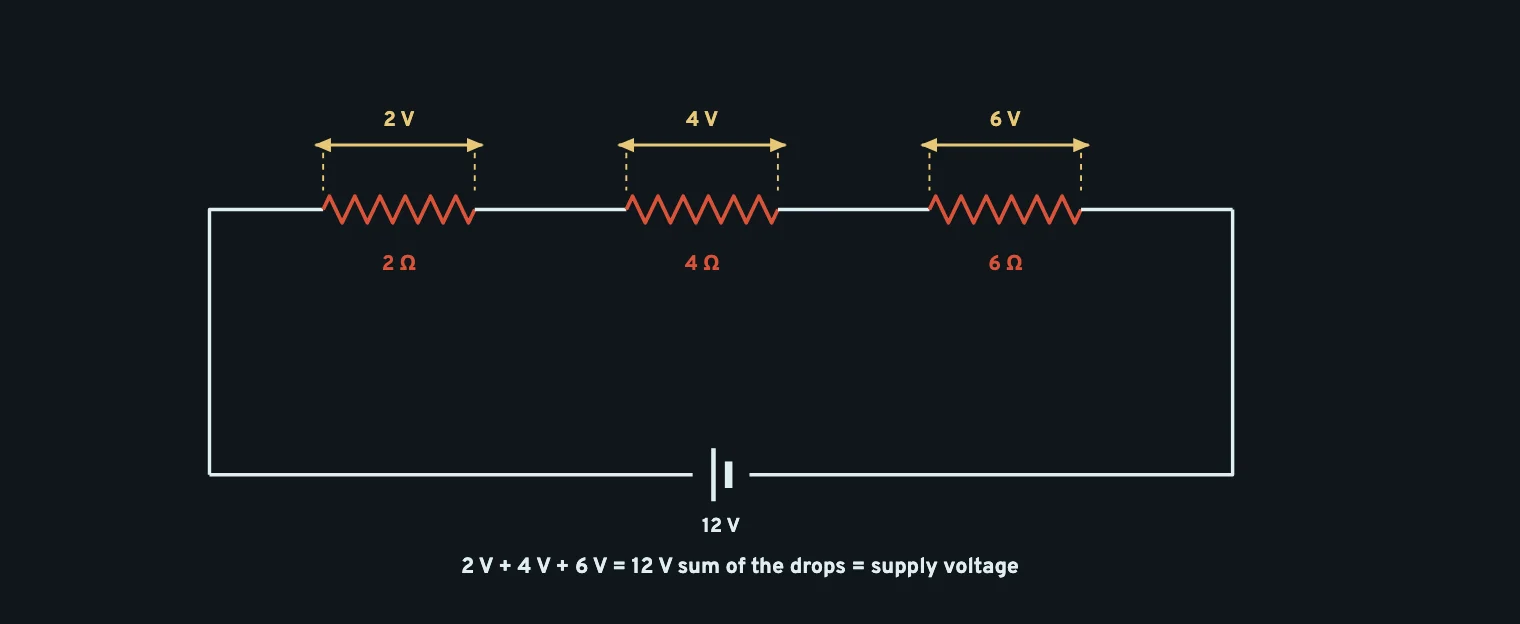 2 V
4 V
6 V
2 Ω
4 Ω
6 Ω
12 V
2 V + 4 V + 6 V = 12 V sum of the drops = supply voltage